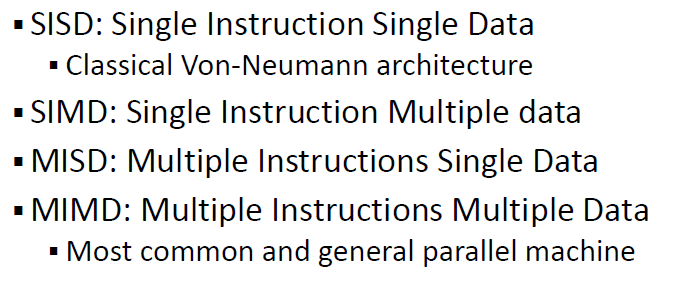 ▪ SISD: Single Instruction Single Data
▪ Classical Von-Neumann architecture
▪ SIMD: Single Instruction Multiple data
▪ MISD: Multiple Instructions Single Data
▪ MIMD: Multiple Instructions Multiple Data
▪ Most common and general parallel machine